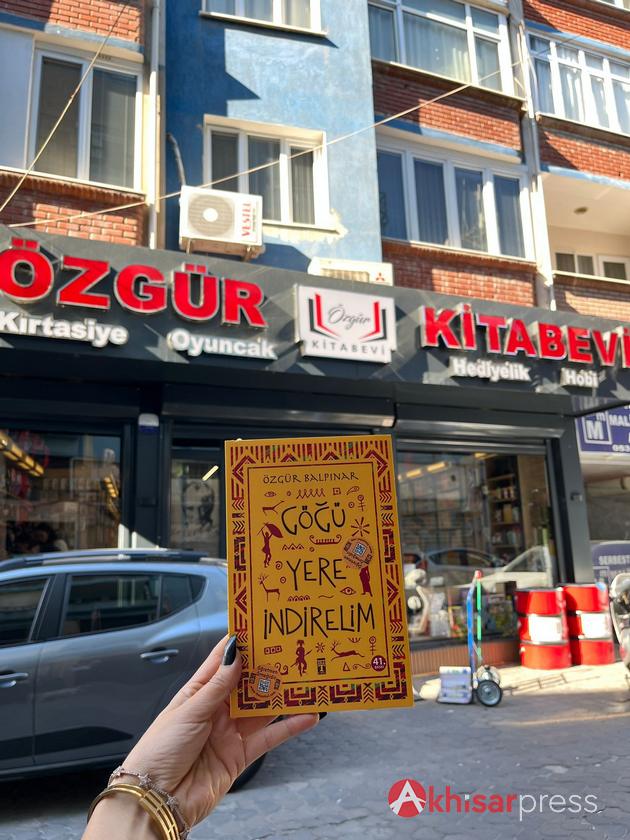 VESTEL
ÖZGÜR
Özgür
KİTABEVİ
KİTABEVİ
Kırtasiye
Oyuncak
Hediyelik
Hobi
M
ÖZGÜR BALPINAR
GÖĞÜ
YERE
İNDİRELİM
41.
Akhisarpress